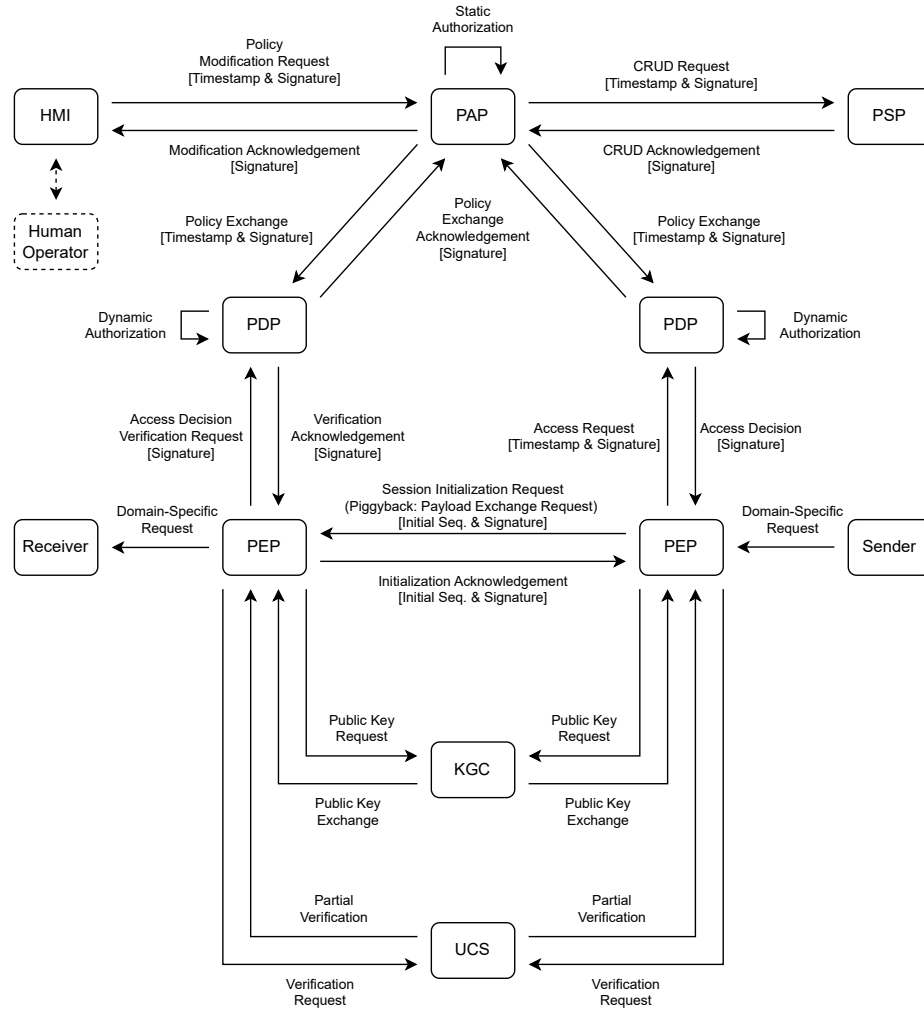 Static
Authorization
Policy
Modification Request
[Timestamp & Signature]
CRUD Request
[Timestamp & Signature]
HMI
PAP
PSP
Modification Acknowledgement
[Signature]
CRUD Acknowledgement
[Signature]
Human
Operator
Policy Exchange
[Timestamp & Signature]
Policy
Exchange
Acknowledgement
[Signature]
Policy Exchange
[Timestamp & Signature]
Dynamic
Authorization
PDP
PDP
Dynamic
Authorization
Access Decision
Verification Request
[Signature]
Verification
Acknowledgement
[Signature]
Access Request
[Timestamp & Signature]
Access Decision
[Signature]
Session Initialization Request
(Piggyback: Payload Exchange Request)
[Initial Seq. & Signature]
Domain-Specific
Request
Domain-Specific
Request
Receiver
PEP
PEP
Sender
Initialization Acknowledgement
[Initial Seq. & Signature]
Public Key
Request
Public Key
Request
KGC
Public Key
Exchange
Public Key
Exchange
Partial
Verification
Partial
Verification
UCS
Verification
Request
Verification
Request